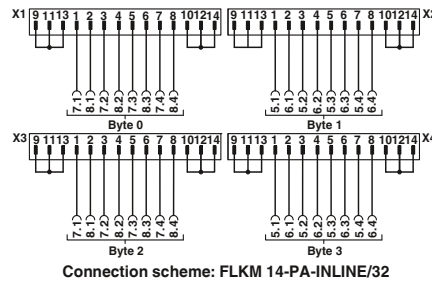 X1 9 11 13 1 2 3 4 5 6 7 8 10 12 14
9 11 13 1 2 3 4 5 6 7 8 10 12 14 X2
7.1 8.1 7.2 8.2 7.3 8.3 7.4 8.4
5.1 6.1 5.2 6.2 5.3 6.3 5.4 6.4
Byte 0
Byte 1
X3 9 11 13 1 2 3 4 5 6 7 8 10 12 14
9 11 13 1 2 3 4 5 6 7 8 10 12 14 X4
7.1 8.1 7.2 8.2 7.3 8.3 7.4 8.4
5.1 6.1 5.2 6.2 5.3 6.3 5.4 6.4
Byte 2
Byte 3
Connection scheme: FLKM 14-PA-INLINE/32